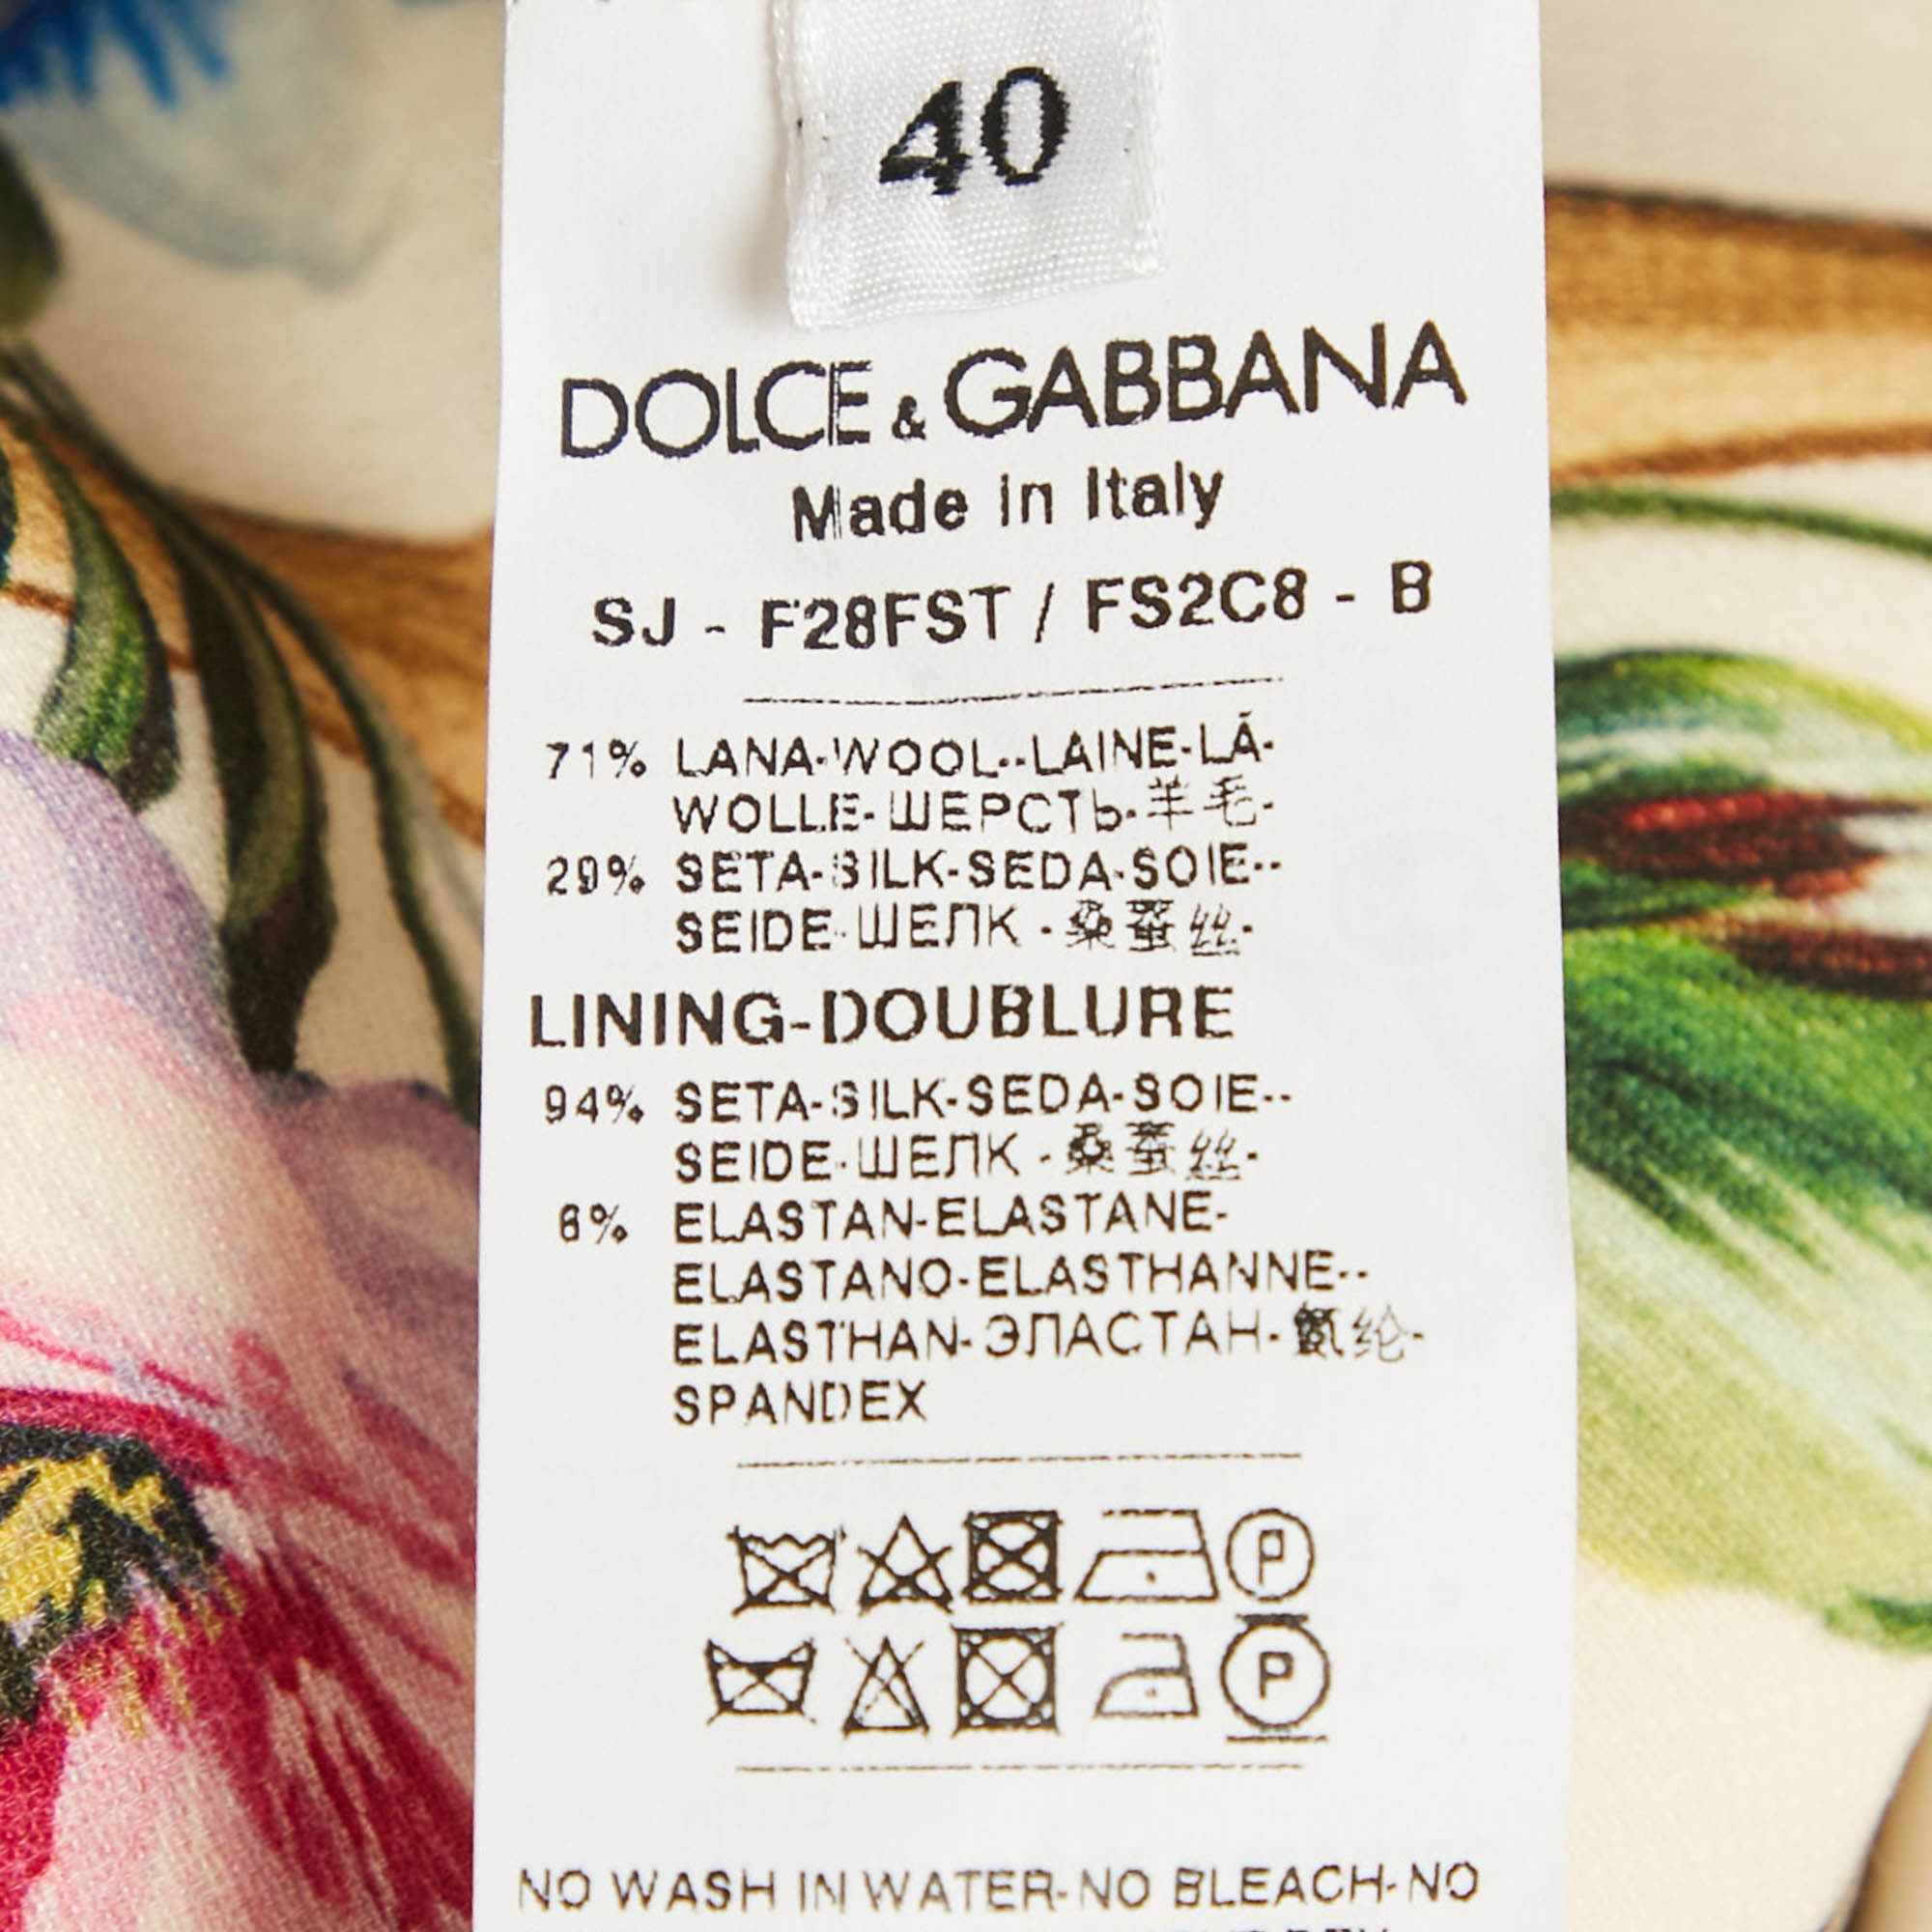 40
DOLCE & GABBANA
Made in Italy
SJ - F28FST / FS2C8 - B
71% LANA-WOOL--LAINE-LÃ-
WOLLE-ШЕРСТЬ-羊毛-
29% SETA-SILK-SEDA-SOIE--
SEIDE-ШЕЛК-桑蚕丝-
LINING-DOUBLURE
94% SETA-SILK-SEDA-SOIE--
SEIDE-ШЕЛК-桑蚕丝-
6% ELASTAN-ELASTANE-
ELASTANO-ELASTHANNE--
ELASTHAN-ЭЛАСТАН-氨纶-
SPANDEX
P
P
NO WASH IN WATER-NO BLEACH-NO